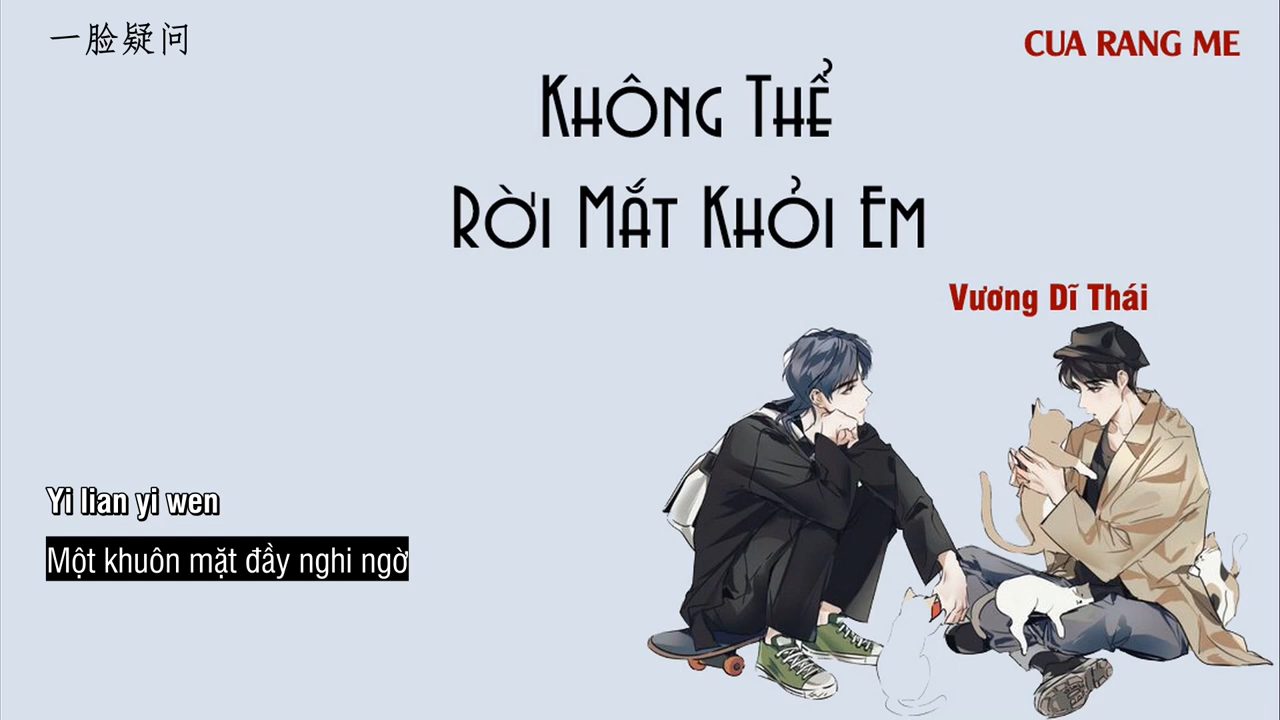 一脸疑问
CUA RANG ME
KHÔNG THỂ
RỜI MẮT KHỎI EM
Vương Dĩ Thái
Yi lian yi wen
Một khuôn mặt đầy nghi ngờ